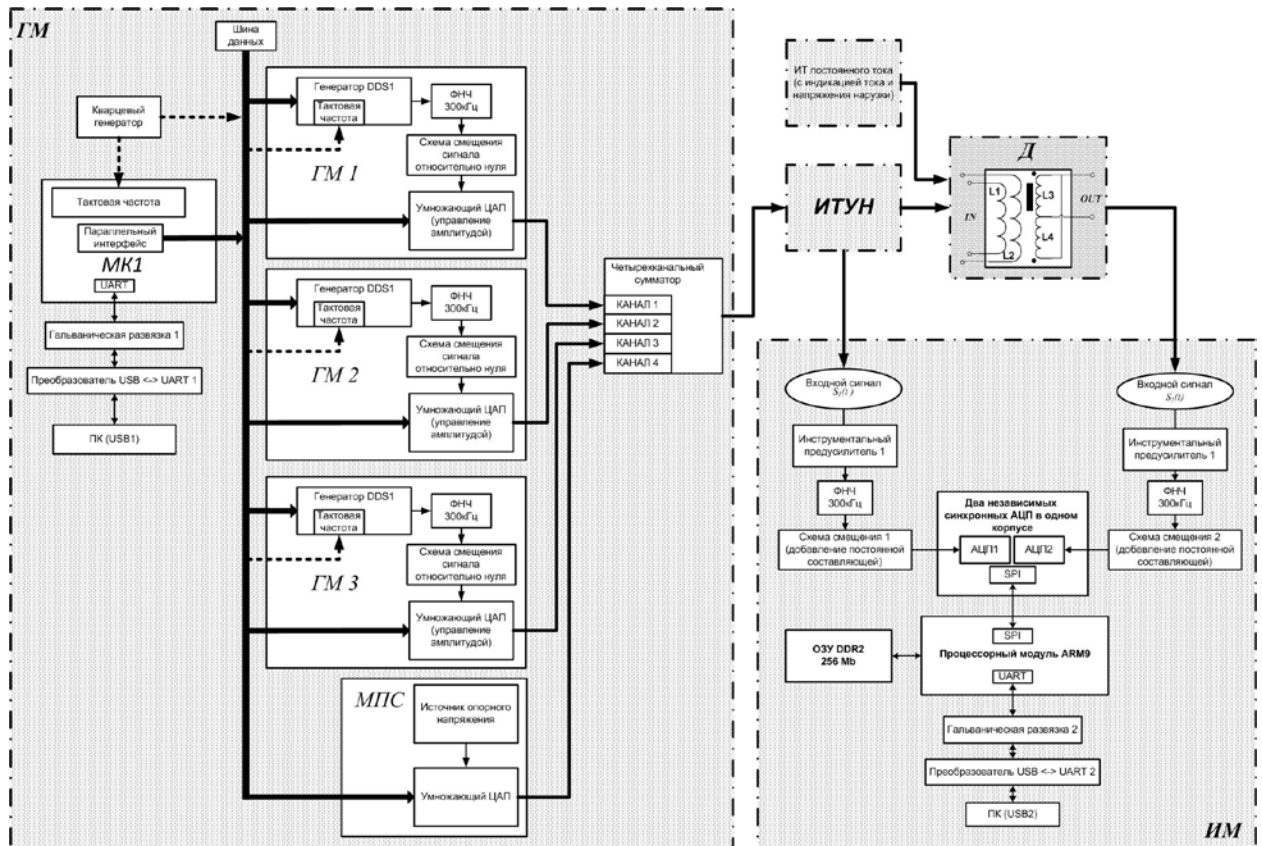 ГМ
Шина
данных
Кварцевый
генератор
Тактовая частота
Параллельный
интерфейс
МК1
UART
Гальваническая развязка 1
Преобразователь USB <-> UART 1
ПК (USB1)
Генератор DDS1
Тактовая
частота
ФНЧ
300кГц
Схема смещения
сигнала
относительно нуля
ГМ 1
Умножающий ЦАП
(управление
амплитудой)
Генератор DDS1
Тактовая
частота
ФНЧ
300кГц
Схема смещения
сигнала
относительно нуля
ГМ 2
Умножающий ЦАП
(управление
амплитудой)
Генератор DDS1
Тактовая
частота
ФНЧ
300кГц
Схема смещения
сигнала
относительно нуля
ГМ 3
Умножающий ЦАП
(управление
амплитудой)
МПС
Источник опорного
напряжения
Умножающий ЦАП
Четырехканальный
сумматор
КАНАЛ 1
КАНАЛ 2
КАНАЛ 3
КАНАЛ 4
ИТ постоянного тока
(с индикацией тока и
напряжения нарузки)
ИТУН
Д
L1
L3
IN
OUT
L2
L4
Входной сигнал
Входной сигнал
Инструментальный
предусилитель 1
ФНЧ
300кГц
Схема смещения 1
(добавление постоянной
составляющей)
Инструментальный
предусилитель 1
ФНЧ
300кГц
Схема смещения 2
(добавление постоянной
составляющей)
Два независимых
синхронных АЦП в одном
корпусе
АЦП1
АЦП2
SPI
SPI
Процессорный модуль ARM9
UART
ОЗУ DDR2
256 Mb
Гальваническая развязка 2
Преобразователь USB <-> UART 2
ПК (USB2)
ИМ